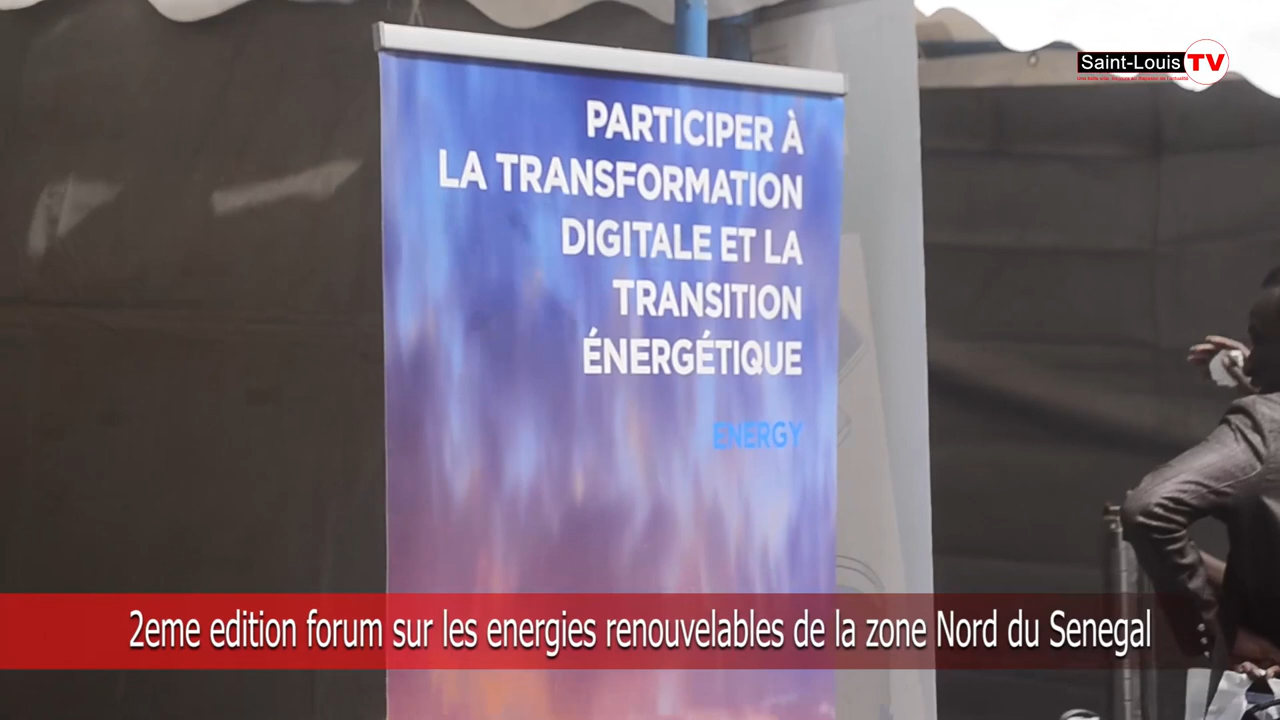 Saint-Louis TV
PARTICIPER À
LA TRANSFORMATION
DIGITALE ET LA
TRANSITION
ÉNERGÉTIQUE
ENERGY
2eme edition forum sur les energies renouvelables de la zone Nord du Senegal